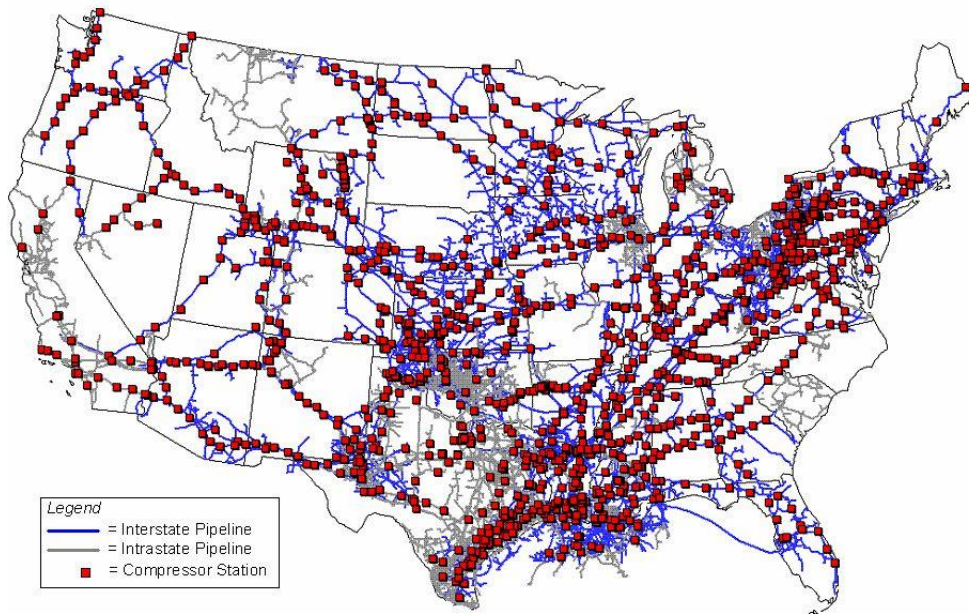 Legend
= Interstate Pipeline
= Intrastate Pipeline
= Compressor Station